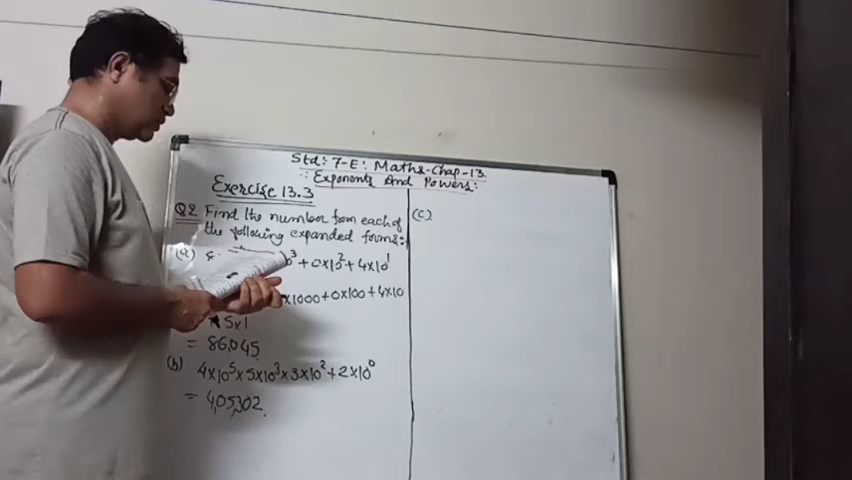 Std: 7-E: Maths-Chap-13.
: Exponents And Powers:
Exercise 13.3
Q2 Find the number from each of
the following expanded forms:
(a) 8 ³ + 0×10² + 4×10¹
×1000 + 0×100 + 4×10
5×1
= 86,045.
(b) 4×10⁵×5×10³×3×10²+2×10⁰
= 4,05,302.
(c)